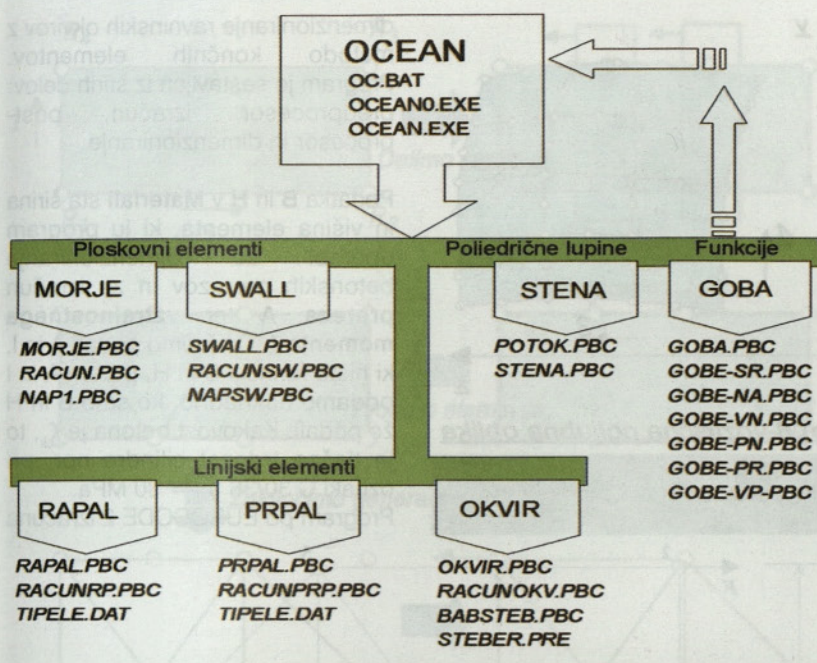 OCEAN
OC.BAT
OCEAN0.EXE
OCEAN.EXE
Ploskovni elementi
Poliedrične lupine
Funkcije
MORJE
MORJE.PBC
RACUN.PBC
NAP1.PBC
SWALL
SWALL.PBC
RACUNSW.PBC
NAPSW.PBC
STENA
POTOK.PBC
STENA.PBC
GOBA
GOBA.PBC
GOBE-SR.PBC
GOBE-NA.PBC
GOBE-VN.PBC
GOBE-PN.PBC
GOBE-PR.PBC
GOBE-VP-PBC
Linijski elementi
RAPAL
RAPAL.PBC
RACUNRP.PBC
TIPELE.DAT
PRPAL
PRPAL.PBC
RACUNPRP.PBC
TIPELE.DAT
OKVIR
OKVIR.PBC
RACUNOKV.PBC
BABSTEB.PBC
STEBER.PRE